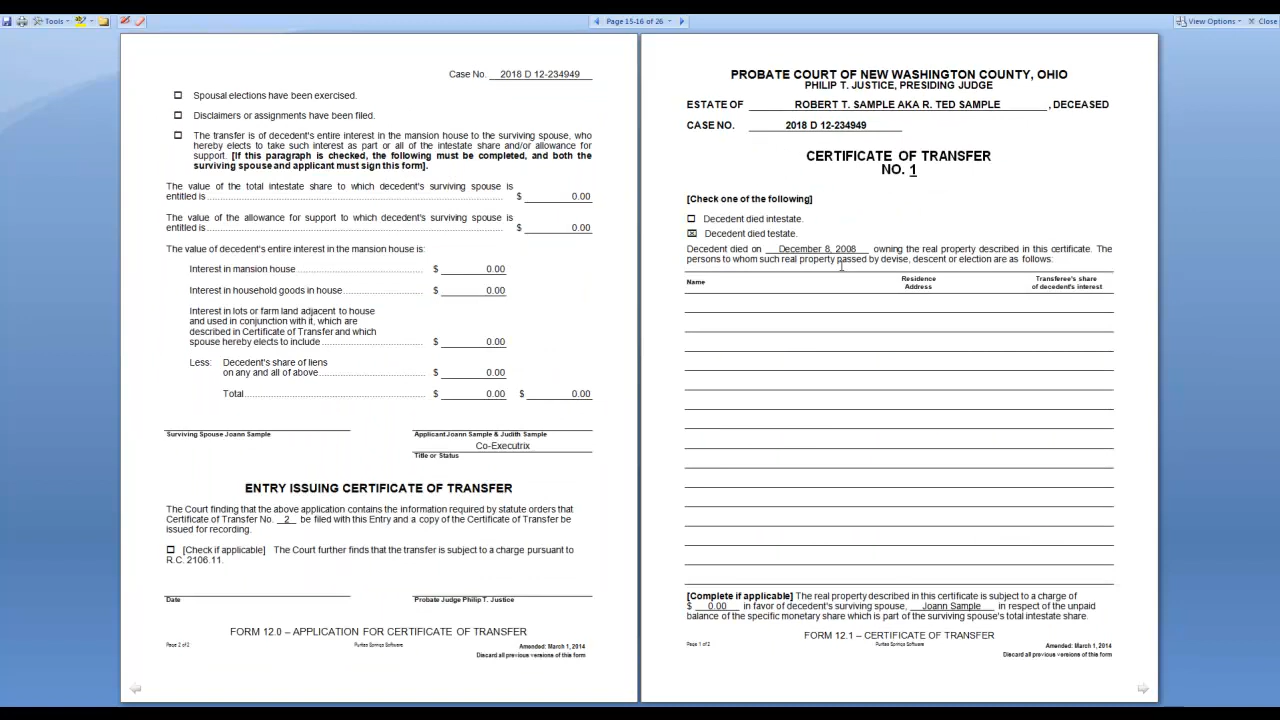 Tools
Page 15-16 of 26
View Options
Close
Case No. 2018 D 12-234949
☐ Spousal elections have been exercised.
☐ Disclaimers or assignments have been filed.
☐ The transfer is of decedent's entire interest in the mansion house to the surviving spouse, who
hereby elects to take such interest as part or all of the intestate share and/or allowance for
support. [If this paragraph is checked, the following must be completed, and both the
surviving spouse and applicant must sign this form].
The value of the total intestate share to which decedent's surviving spouse is
entitled is $ 0.00
The value of the allowance for support to which decedent's surviving spouse is
entitled is $ 0.00
The value of decedent's entire interest in the mansion house is:
Interest in mansion house $ 0.00
Interest in household goods in house $ 0.00
Interest in lots or farm land adjacent to house
and used in conjunction with it, which are
described in Certificate of Transfer and which
spouse hereby elects to include $ 0.00
Less: Decedent's share of liens
on any and all of above $ 0.00
Total $ 0.00 $ 0.00
Surviving Spouse Joann Sample
Applicant Joann Sample & Judith Sample
Co-Executrix
Title or Status
ENTRY ISSUING CERTIFICATE OF TRANSFER
The Court finding that the above application contains the information required by statute orders that
Certificate of Transfer No. 2 be filed with this Entry and a copy of the Certificate of Transfer be
issued for recording.
☐ [Check if applicable] The Court further finds that the transfer is subject to a charge pursuant to
R.C. 2106.11.
Date
Probate Judge Philip T. Justice
FORM 12.0 – APPLICATION FOR CERTIFICATE OF TRANSFER
Page 2 of 2
Puritas Springs Software
Amended: March 1, 2014
Discard all previous versions of this form
PROBATE COURT OF NEW WASHINGTON COUNTY, OHIO
PHILIP T. JUSTICE, PRESIDING JUDGE
ESTATE OF ROBERT T. SAMPLE AKA R. TED SAMPLE , DECEASED
CASE NO. 2018 D 12-234949
CERTIFICATE OF TRANSFER
NO. 1
[Check one of the following]
☐ Decedent died intestate.
☒ Decedent died testate.
Decedent died on December 8, 2008 owning the real property described in this certificate. The
persons to whom such real property passed by devise, descent or election are as follows:
Name
Residence
Address
Transferee's share
of decedent's interest
[Complete if applicable] The real property described in this certificate is subject to a charge of
$ 0.00 in favor of decedent's surviving spouse, Joann Sample in respect of the unpaid
balance of the specific monetary share which is part of the surviving spouse's total intestate share.
FORM 12.1 – CERTIFICATE OF TRANSFER
Page 1 of 2
Puritas Springs Software
Amended: March 1, 2014
Discard all previous versions of this form